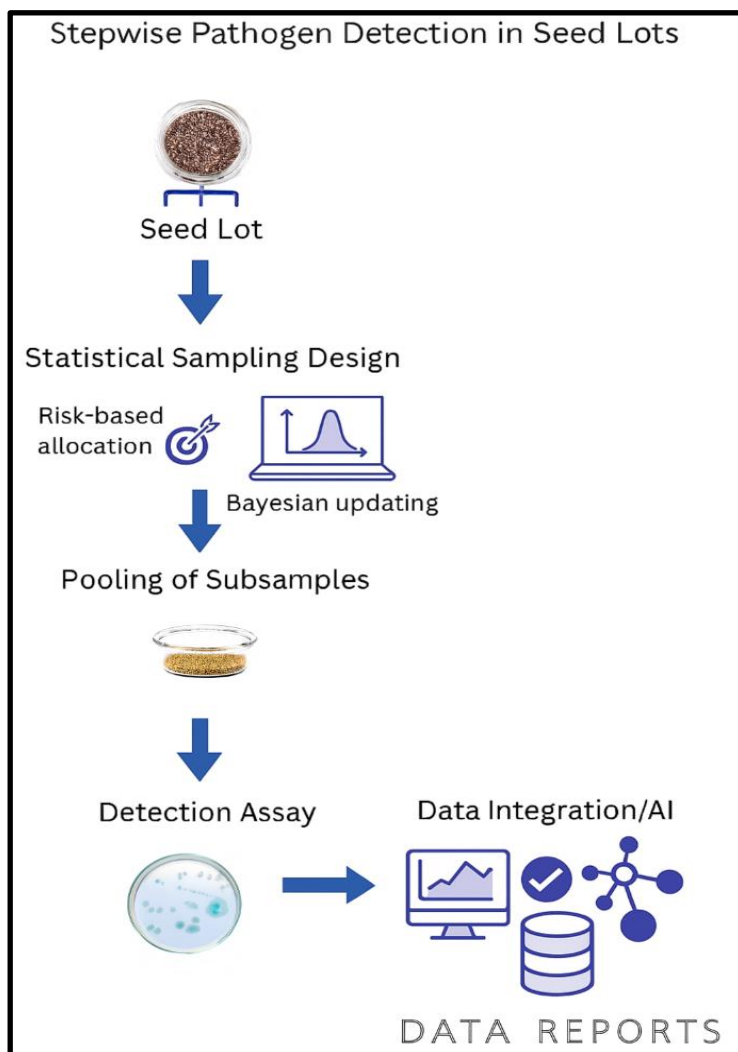 Stepwise Pathogen Detection in Seed Lots
Seed Lot
Statistical Sampling Design
Risk-based
allocation
Bayesian updating
Pooling of Subsamples
Detection Assay
Data Integration/AI
DATA REPORTS